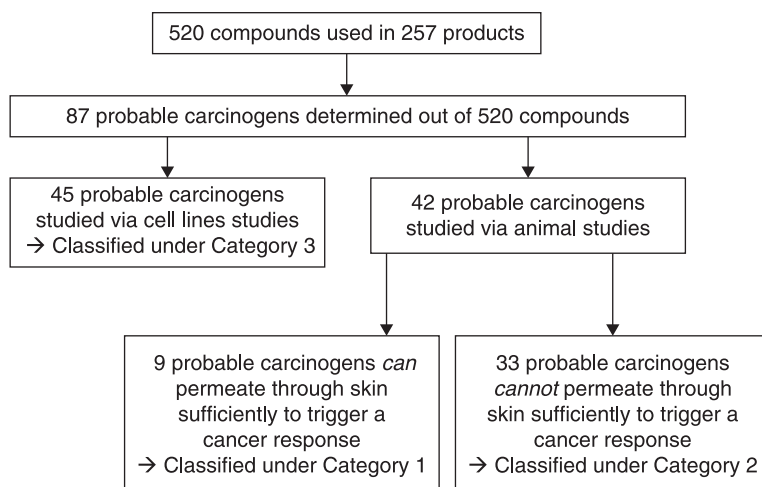 520 compounds used in 257 products
87 probable carcinogens determined out of 520 compounds
45 probable carcinogens
studied via cell lines studies
→ Classified under Category 3
42 probable carcinogens
studied via animal studies
9 probable carcinogens can
permeate through skin
sufficiently to trigger a
cancer response
→ Classified under Category 1
33 probable carcinogens
cannot permeate through
skin sufficiently to trigger a
cancer response
→ Classified under Category 2